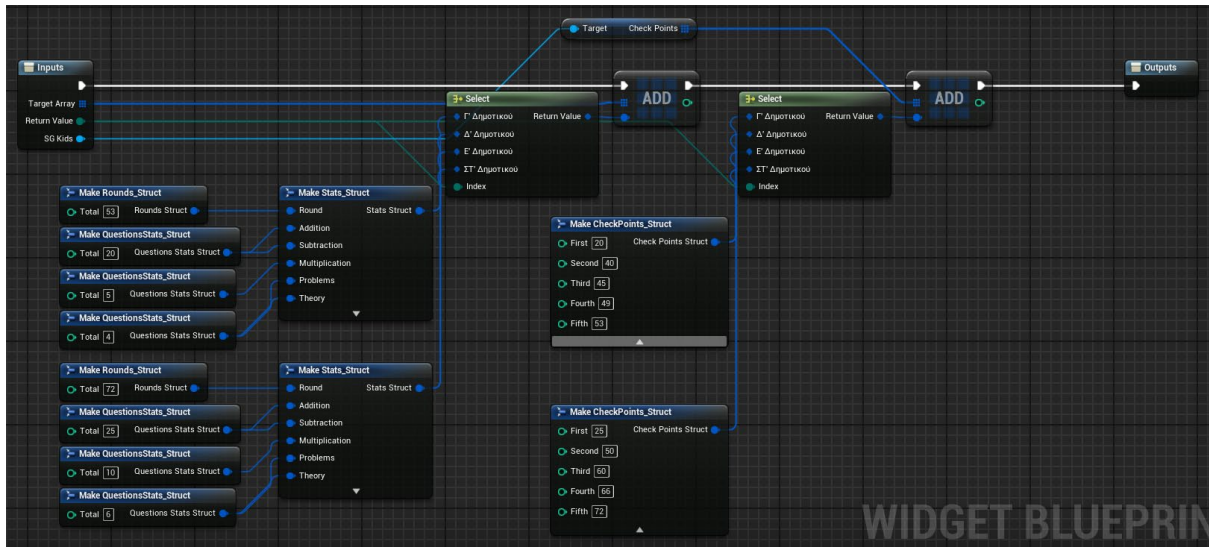 Target Check Points
Inputs
Target Array
Return Value
SG Kids
Select
Γ' Δημοτικού Return Value
Δ' Δημοτικού
Ε' Δημοτικού
ΣΤ' Δημοτικού
Index
ADD
Select
Γ' Δημοτικού Return Value
Δ' Δημοτικού
Ε' Δημοτικού
ΣΤ' Δημοτικού
Index
ADD
Outputs
Make Rounds_Struct
Total 53 Rounds Struct
Make QuestionsStats_Struct
Total 20 Questions Stats Struct
Make QuestionsStats_Struct
Total 5 Questions Stats Struct
Make QuestionsStats_Struct
Total 4 Questions Stats Struct
Make Stats_Struct
Round Stats Struct
Addition
Subtraction
Multiplication
Problems
Theory
Make CheckPoints_Struct
First 20 Check Points Struct
Second 40
Third 45
Fourth 49
Fifth 53
Make Rounds_Struct
Total 72 Rounds Struct
Make QuestionsStats_Struct
Total 25 Questions Stats Struct
Make QuestionsStats_Struct
Total 10 Questions Stats Struct
Make QuestionsStats_Struct
Total 6 Questions Stats Struct
Make Stats_Struct
Round Stats Struct
Addition
Subtraction
Multiplication
Problems
Theory
Make CheckPoints_Struct
First 25 Check Points Struct
Second 50
Third 60
Fourth 66
Fifth 72
WIDGET BLUEPRIN